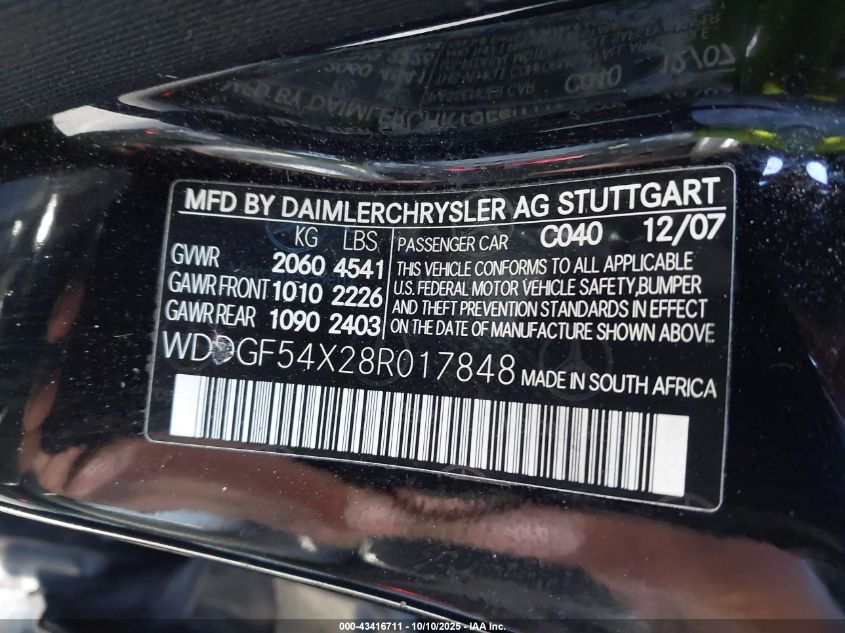 MFD BY DAIMLERCHRYSLER AG STUTTGART
KG LBS
GVWR 2060 4541
GAWR FRONT 1010 2226
GAWR REAR 1090 2403
PASSENGER CAR C040 12/07
THIS VEHICLE CONFORMS TO ALL APPLICABLE
U.S. FEDERAL MOTOR VEHICLE SAFETY, BUMPER
AND THEFT PREVENTION STANDARDS IN EFFECT
ON THE DATE OF MANUFACTURE SHOWN ABOVE
WDDGF54X28R017848 MADE IN SOUTH AFRICA
000-43416711 - 10/10/2025 - Copyright © 2025 - IAA Inc.